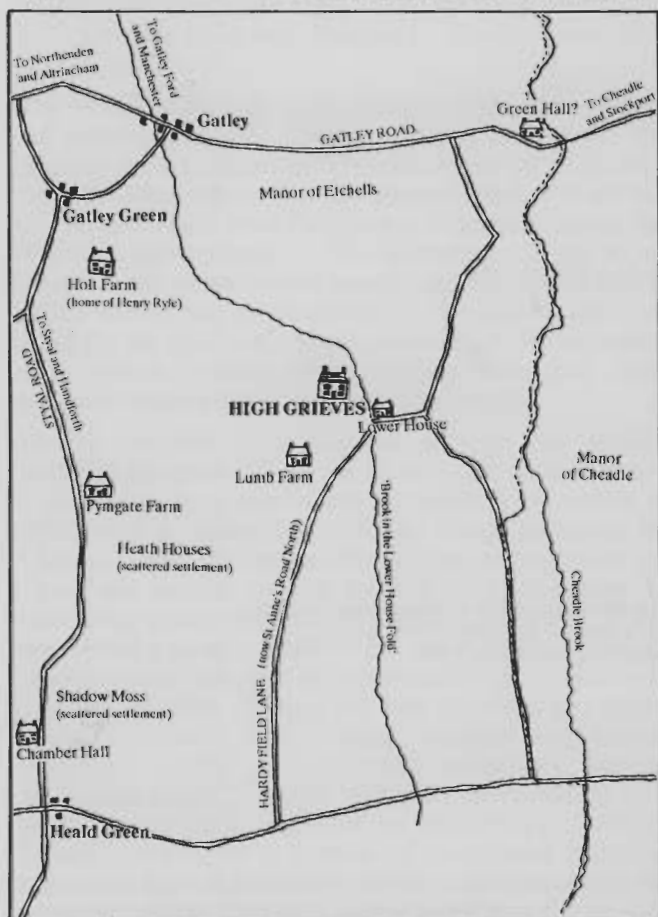 To Northenden
and Altrincham
To Gatley Ford
and Manchester
Gatley
GATLEY ROAD
Green Hall?
To Cheadle
and Stockport
Manor of Etchells
Gatley Green
Holt Farm
(home of Henry Ryle)
STYAL ROAD
To Styal and Handforth
HIGH GRIEVES
Lower House
Lumb Farm
Manor
of Cheadle
Pymgate Farm
Heath Houses
(scattered settlement)
'Brook in the Lower House Fold'
Cheadle Brook
HARDY FIELD LANE (now St Anne's Road North)
Shadow Moss
(scattered settlement)
Chamber Hall
Heald Green